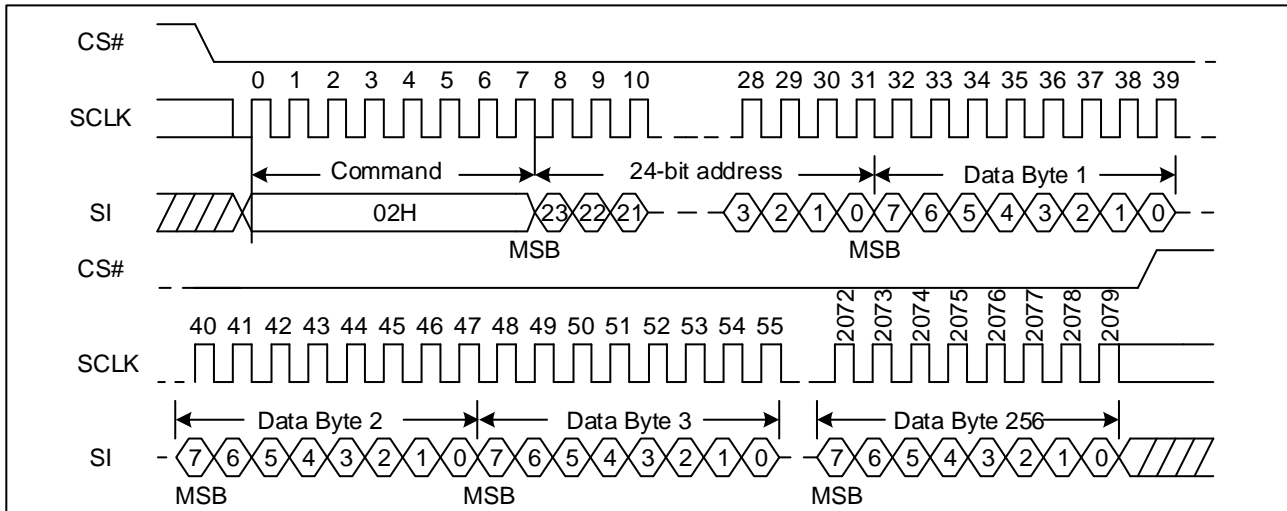 CS#
0 1 2 3 4 5 6 7 8 9 10 28 29 30 31 32 33 34 35 36 37 38 39
SCLK
Command 24-bit address Data Byte 1
SI 02H 23 22 21 3 2 1 0 7 6 5 4 3 2 1 0
MSB MSB
CS#
40 41 42 43 44 45 46 47 48 49 50 51 52 53 54 55 2072 2073 2074 2075 2076 2077 2078 2079
SCLK
Data Byte 2 Data Byte 3 Data Byte 256
SI 7 6 5 4 3 2 1 0 7 6 5 4 3 2 1 0 7 6 5 4 3 2 1 0
MSB MSB MSB